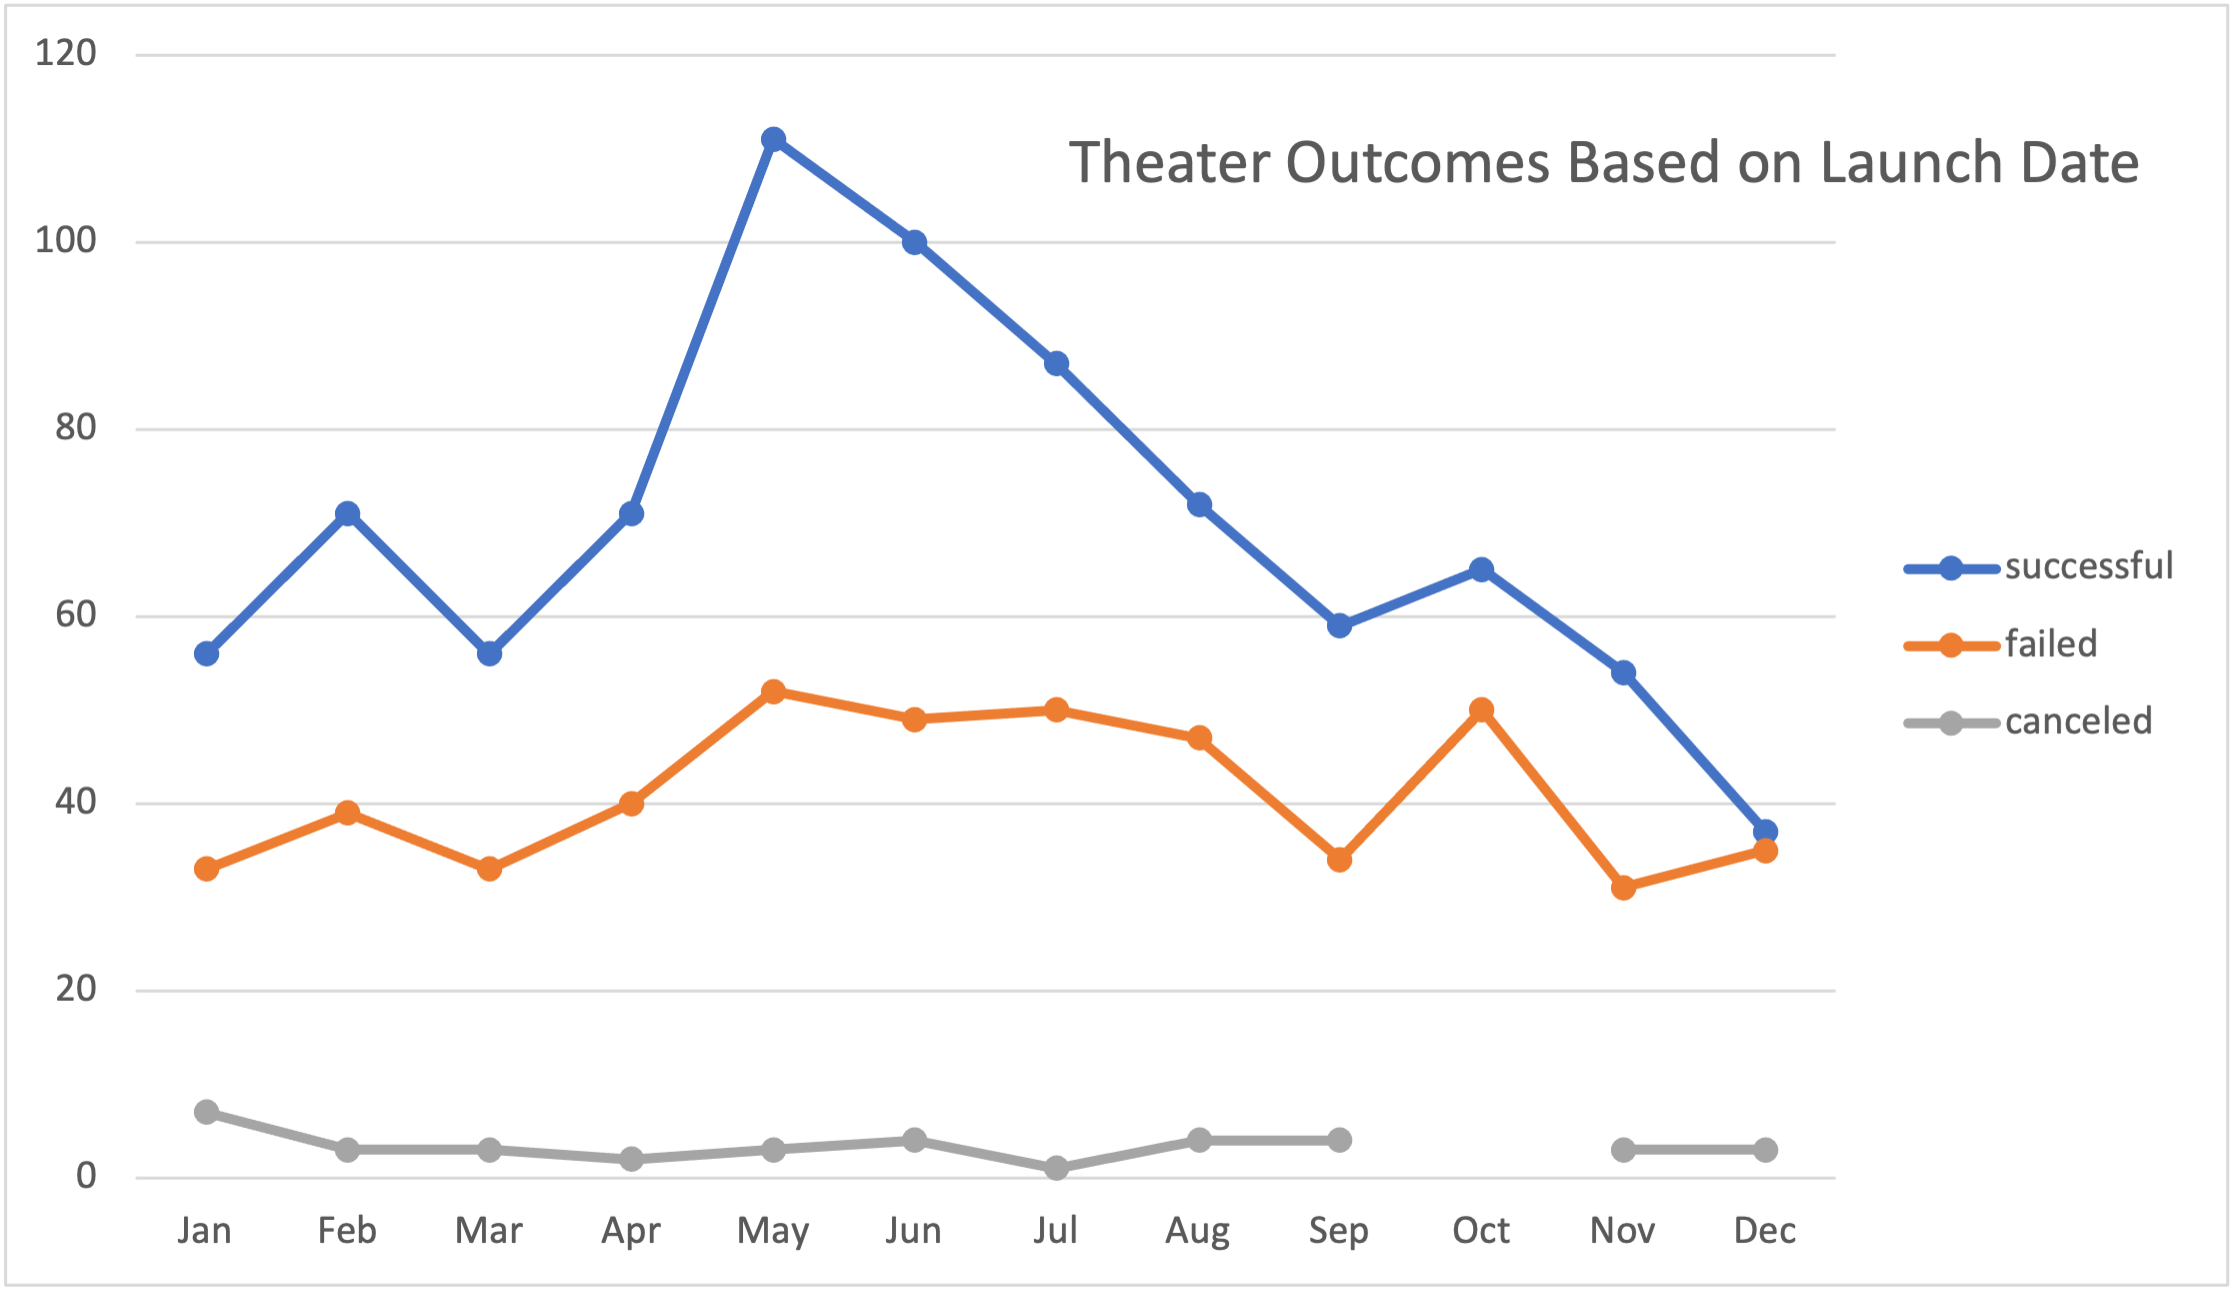 Theater Outcomes Based on Launch Date
120
100
80
60
40
20
0
Jan Feb Mar Apr May Jun Jul Aug Sep Oct Nov Dec
successful
failed
canceled